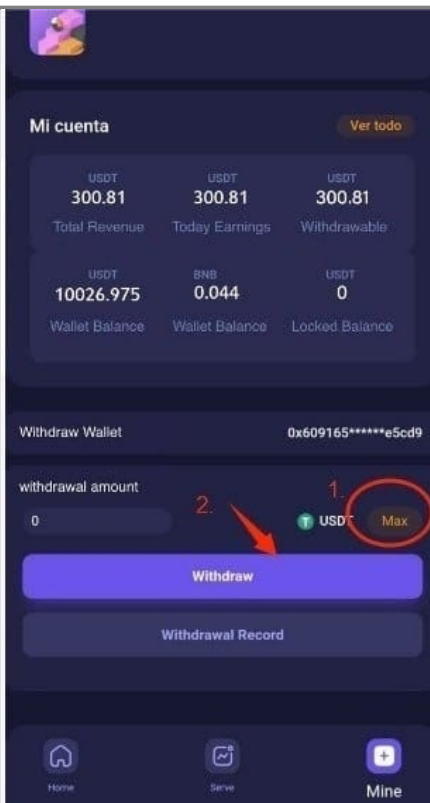 Mi cuenta
Ver todo
USDT USDT USDT
300.81 300.81 300.81
Total Revenue Today Earnings Withdrawable
USDT BNB USDT
10026.975 0.044 0
Wallet Balance Wallet Balance Locked Balance
Withdraw Wallet 0x609165******e5cd9
withdrawal amount
1.
2.
0 T USDT Max
Withdraw
Withdrawal Record
Home Serve Mine